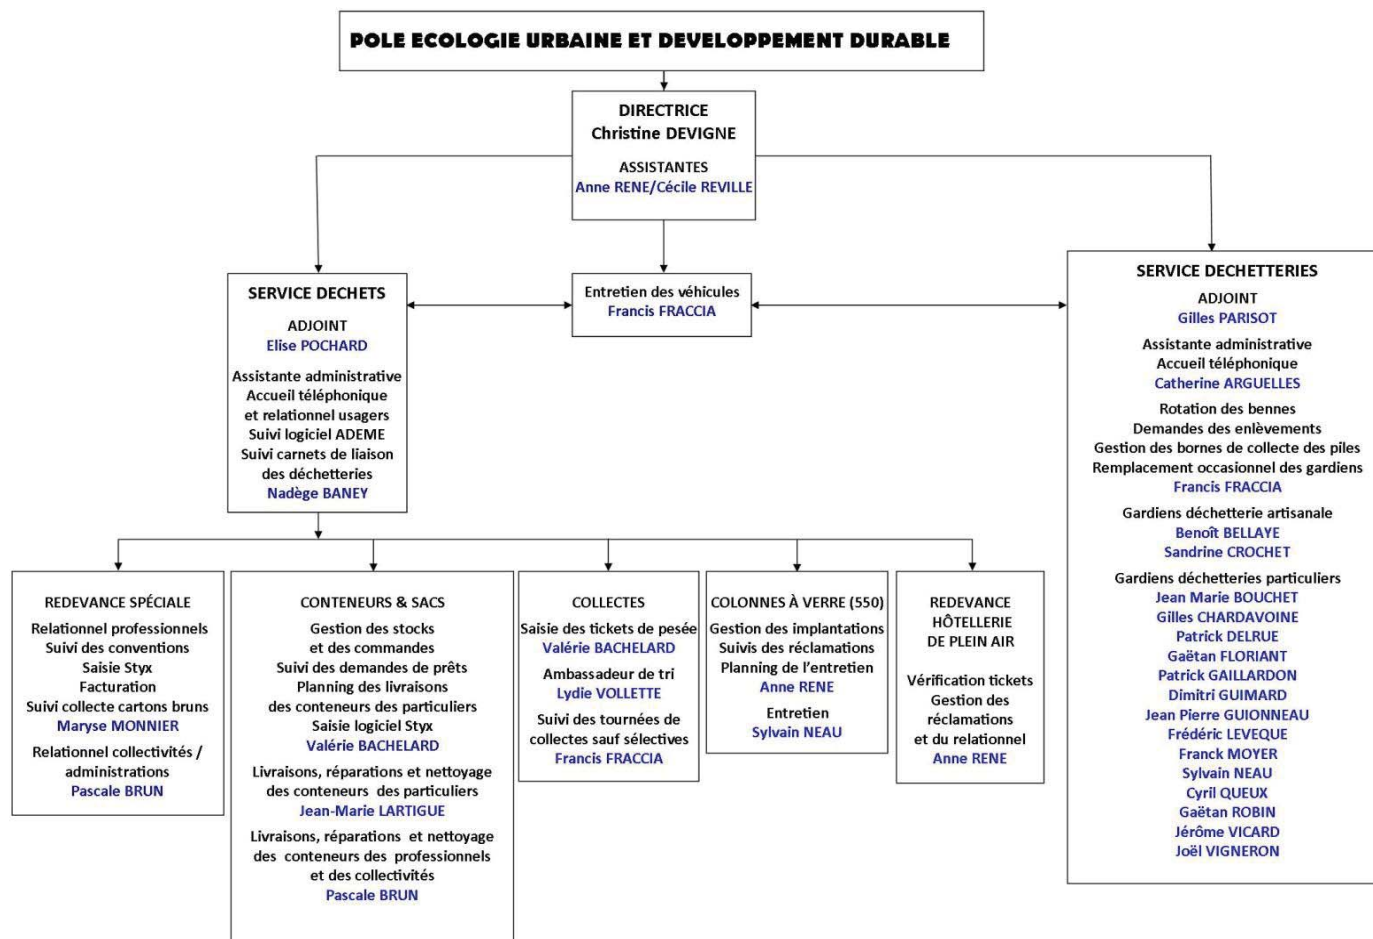 POLE ECOLOGIE URBAINE ET DEVELOPPEMENT DURABLE
DIRECTRICE
Christine DEVIGNE
ASSISTANTES
Anne RENE/Cécile REVILLE
SERVICE DECHETS
ADJOINT
Elise POCHARD
Assistante administrative
Accueil téléphonique
et relationnel usagers
Suivi logiciel ADEME
Suivi carnets de liaison
des déchetteries
Nadège BANEY
Entretien des véhicules
Francis FRACCIA
SERVICE DECHETTERIES
ADJOINT
Gilles PARISOT
Assistante administrative
Accueil téléphonique
Catherine ARGUELLES
Rotation des bennes
Demandes des enlèvements
Gestion des bornes de collecte des piles
Remplacement occasionnel des gardiens
Francis FRACCIA
Gardiens déchetterie artisanale
Benoît BELLAYE
Sandrine CROCHET
Gardiens déchetteries particuliers
Jean Marie BOUCHET
Gilles CHARDAVOINE
Patrick DELRUE
Gaëtan FLORIANT
Patrick GAILLARDON
Dimitri GUIMARD
Jean Pierre GUIONNEAU
Frédéric LEVEQUE
Franck MOYER
Sylvain NEAU
Cyril QUEUX
Gaëtan ROBIN
Jérôme VICARD
Joël VIGNERON
REDEVANCE SPÉCIALE
Relationnel professionnels
Suivi des conventions
Saisie Styx
Facturation
Suivi collecte cartons bruns
Maryse MONNIER
Relationnel collectivités /
administrations
Pascale BRUN
CONTENEURS & SACS
Gestion des stocks
et des commandes
Suivi des demandes de prêts
Planning des livraisons
des conteneurs des particuliers
Saisie logiciel Styx
Valérie BACHELARD
Livraisons, réparations et nettoyage
des conteneurs des particuliers
Jean-Marie LARTIGUE
Livraisons, réparations et nettoyage
des conteneurs des professionnels
et des collectivités
Pascale BRUN
COLLECTES
Saisie des tickets de pesée
Valérie BACHELARD
Ambassadeur de tri
Lydie VOLLETTE
Suivi des tournées de
collectes sauf sélectives
Francis FRACCIA
COLONNES À VERRE (550)
Gestion des implantations
Suivis des réclamations
Planning de l'entretien
Anne RENE
Entretien
Sylvain NEAU
REDEVANCE
HÔTELLERIE
DE PLEIN AIR
Vérification tickets
Gestion des
réclamations
et du relationnel
Anne RENE